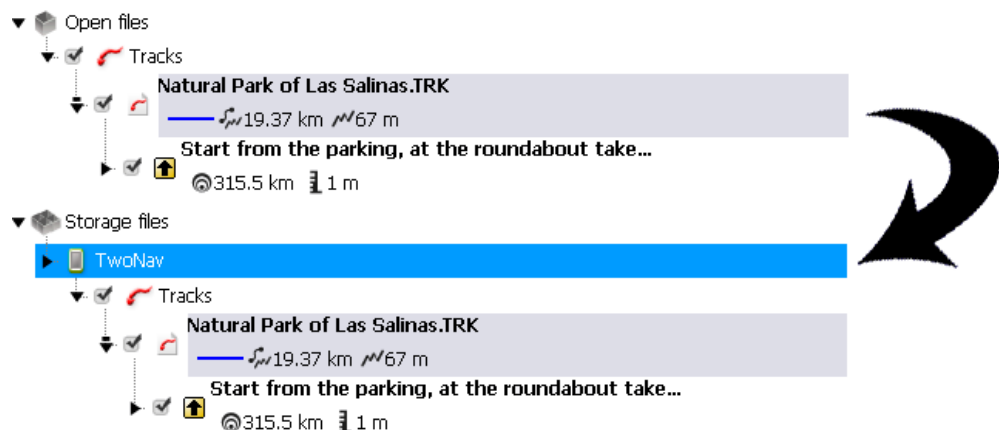 Open files
Tracks
Natural Park of Las Salinas.TRK
19.37 km 67 m
Start from the parking, at the roundabout take...
315.5 km 1 m
Storage files
TwoNav
Tracks
Natural Park of Las Salinas.TRK
19.37 km 67 m
Start from the parking, at the roundabout take...
315.5 km 1 m